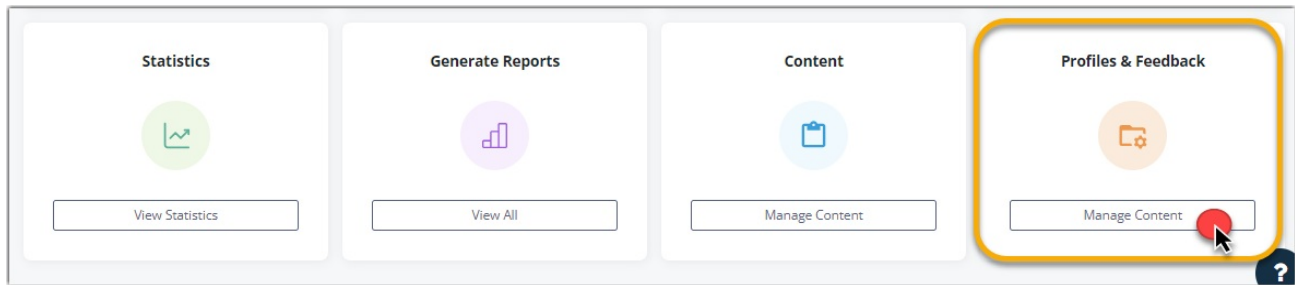 Statistics
Generate Reports
Content
Profiles & Feedback
View Statistics
View All
Manage Content
Manage Content
?